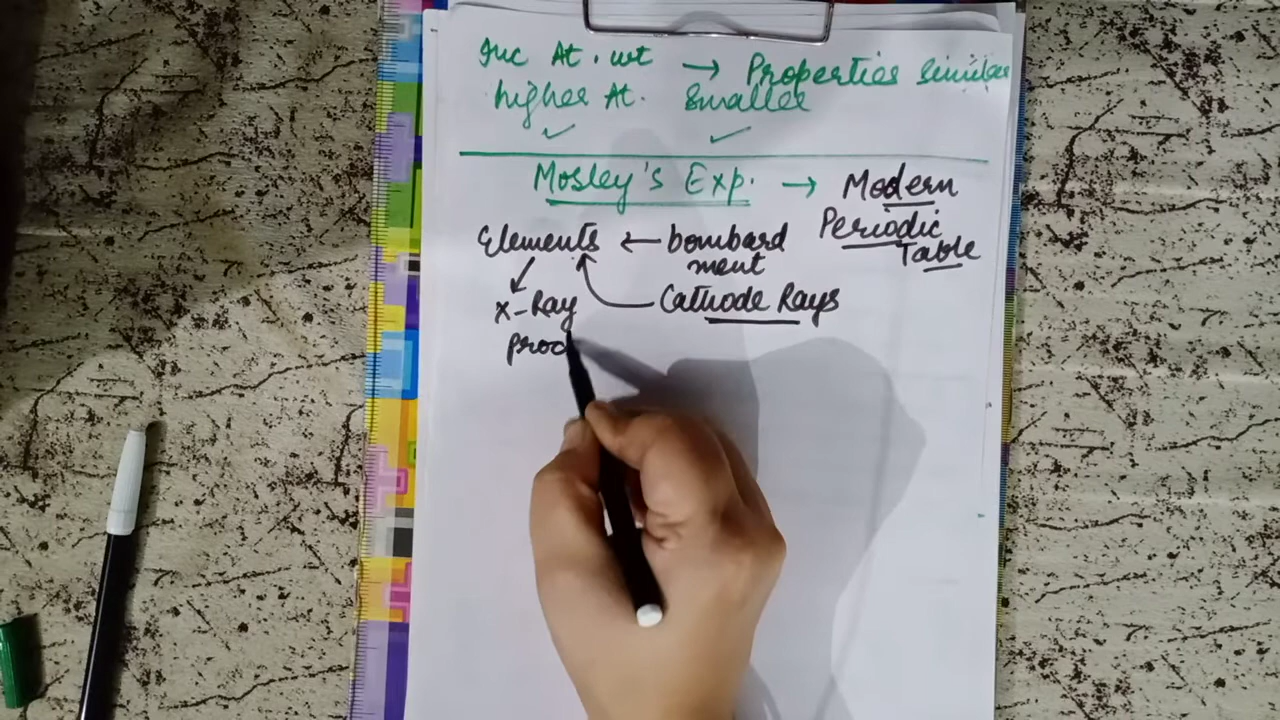 Inc At. wt → Properties similar
higher At. smaller
✓ ✓
Mosley's Exp. → Modern
Periodic
Table
Elements ← bombard
ment
X-Ray Cathode Rays
prod